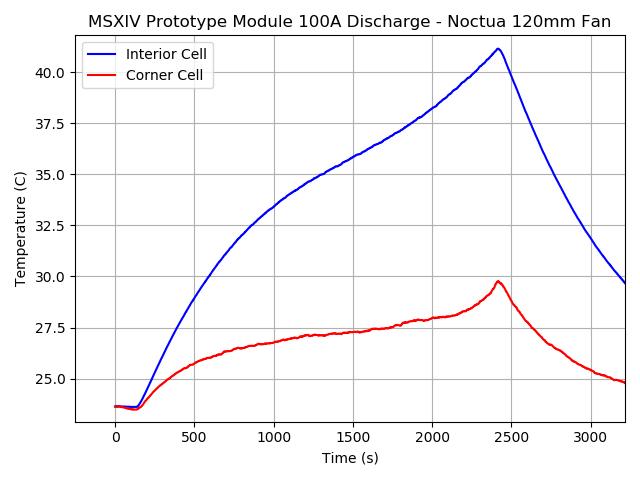 MSXIV Prototype Module 100A Discharge - Noctua 120mm Fan
Interior Cell
Corner Cell
Temperature (C)
40.0
37.5
35.0
32.5
30.0
27.5
25.0
0 500 1000 1500 2000 2500 3000
Time (s)